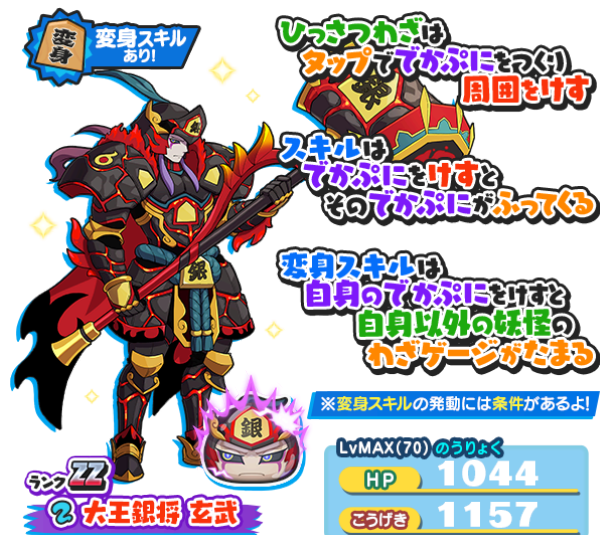 変身
変身スキル
あり!
ひっさつわざは
タップででかぷにをつくり
周囲をけす
銀
スキルは
でかぷにをけすと
そのでかぷにがふってくる
変身スキルは
自身のでかぷにをけすと
自身以外の妖怪の
わざゲージがたまる
銀
銀
銀
※変身スキルの発動には条件があるよ!
ランク ZZ
2 大王銀将 玄武
LvMAX(70) のうりょく
HP 1044
こうげき 1157